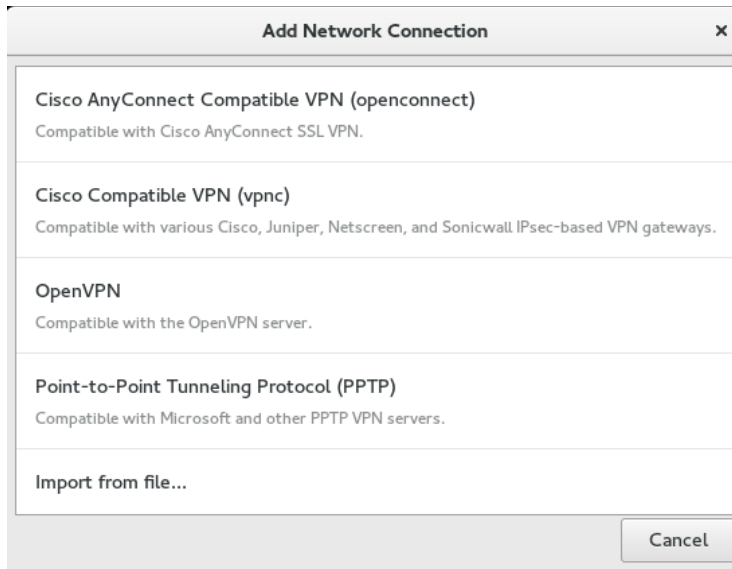 Add Network Connection
×
Cisco AnyConnect Compatible VPN (openconnect)
Compatible with Cisco AnyConnect SSL VPN.
Cisco Compatible VPN (vpnc)
Compatible with various Cisco, Juniper, Netscreen, and Sonicwall IPsec-based VPN gateways.
OpenVPN
Compatible with the OpenVPN server.
Point-to-Point Tunneling Protocol (PPTP)
Compatible with Microsoft and other PPTP VPN servers.
Import from file...
Cancel